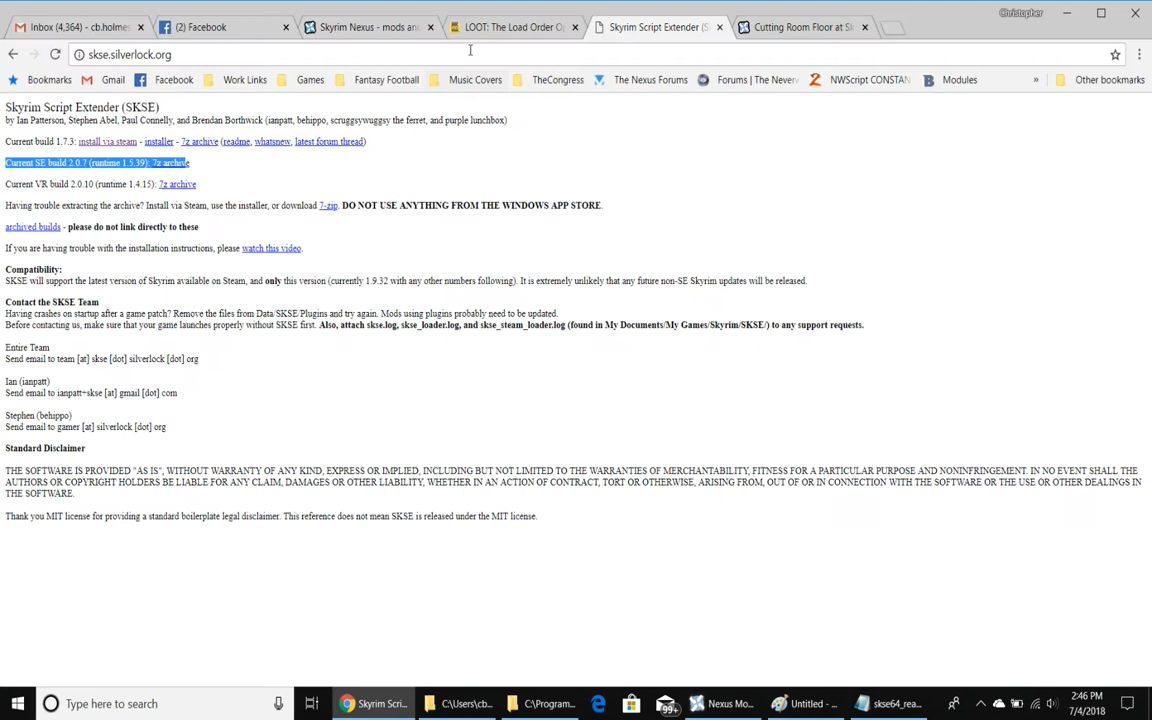 Christopher
Inbox (4,364) - cb.holmes
(2) Facebook
Skyrim Nexus - mods and
LOOT: The Load Order Op
Skyrim Script Extender (S
Cutting Room Floor at Sk
skse.silverlock.org
Bookmarks
Gmail
Facebook
Work Links
Games
Fantasy Football
Music Covers
TheCongress
The Nexus Forums
Forums | The Neven
NWScript CONSTAN
Modules
»
Other bookmarks
Skyrim Script Extender (SKSE)
by Ian Patterson, Stephen Abel, Paul Connelly, and Brendan Borthwick (ianpatt, behippo, scruggsywuggsy the ferret, and purple lunchbox)
Current build 1.7.3: install via steam - installer - 7z archive (readme, whatsnew, latest forum thread)
Current SE build 2.0.7 (runtime 1.5.39): 7z archive
Current VR build 2.0.10 (runtime 1.4.15): 7z archive
Having trouble extracting the archive? Install via Steam, use the installer, or download 7-zip. DO NOT USE ANYTHING FROM THE WINDOWS APP STORE.
archived builds - please do not link directly to these
If you are having trouble with the installation instructions, please watch this video.
Compatibility:
SKSE will support the latest version of Skyrim available on Steam, and only this version (currently 1.9.32 with any other numbers following). It is extremely unlikely that any future non-SE Skyrim updates will be released.
Contact the SKSE Team
Having crashes on startup after a game patch? Remove the files from Data/SKSE/Plugins and try again. Mods using plugins probably need to be updated.
Before contacting us, make sure that your game launches properly without SKSE first. Also, attach skse.log, skse_loader.log, and skse_steam_loader.log (found in My Documents/My Games/Skyrim/SKSE/) to any support requests.
Entire Team
Send email to team [at] skse [dot] silverlock [dot] org
Ian (ianpatt)
Send email to ianpatt+skse [at] gmail [dot] com
Stephen (behippo)
Send email to gamer [at] silverlock [dot] org
Standard Disclaimer
THE SOFTWARE IS PROVIDED "AS IS", WITHOUT WARRANTY OF ANY KIND, EXPRESS OR IMPLIED, INCLUDING BUT NOT LIMITED TO THE WARRANTIES OF MERCHANTABILITY, FITNESS FOR A PARTICULAR PURPOSE AND NONINFRINGEMENT. IN NO EVENT SHALL THE
AUTHORS OR COPYRIGHT HOLDERS BE LIABLE FOR ANY CLAIM, DAMAGES OR OTHER LIABILITY, WHETHER IN AN ACTION OF CONTRACT, TORT OR OTHERWISE, ARISING FROM, OUT OF OR IN CONNECTION WITH THE SOFTWARE OR THE USE OR OTHER DEALINGS IN
THE SOFTWARE.
Thank you MIT license for providing a standard boilerplate legal disclaimer. This reference does not mean SKSE is released under the MIT license.
Type here to search
Skyrim Scri...
C:\Users\cb...
C:\Program...
99+
Nexus Mo...
Untitled - ...
skse64_rea...
2:46 PM
7/4/2018